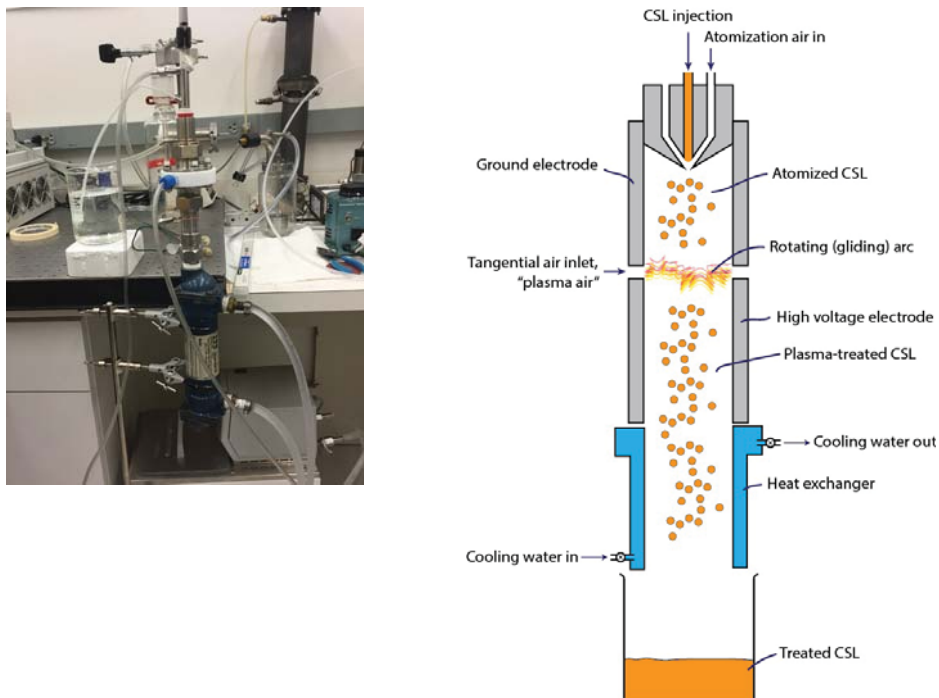 CSL injection
Atomization air in
Ground electrode
Atomized CSL
Rotating (gliding) arc
Tangential air inlet,
"plasma air"
High voltage electrode
Plasma-treated CSL
Cooling water out
Heat exchanger
Cooling water in
Treated CSL